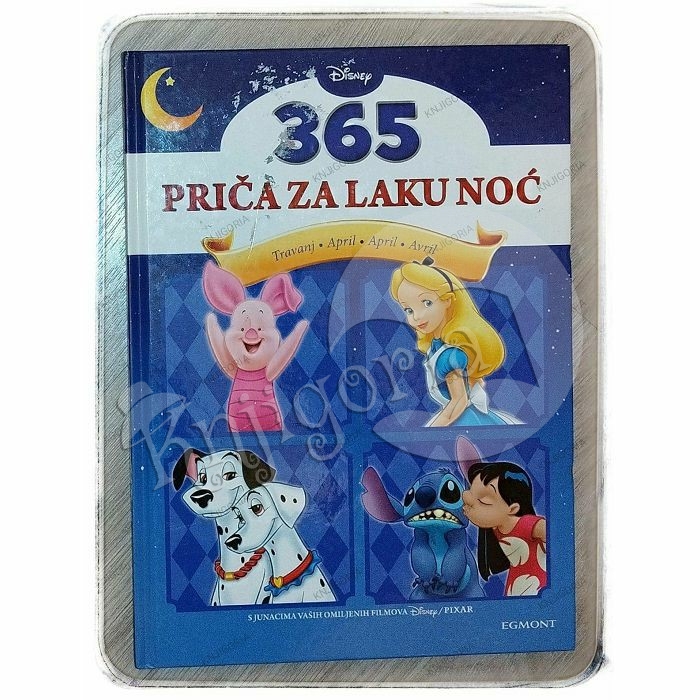 Disney
365
PRIČA ZA LAKU NOĆ
Travanj • April • April • Avril
Knjigoria
S JUNACIMA VAŠIH OMILJENIH FILMOVA Disney/PIXAR
EGMONT